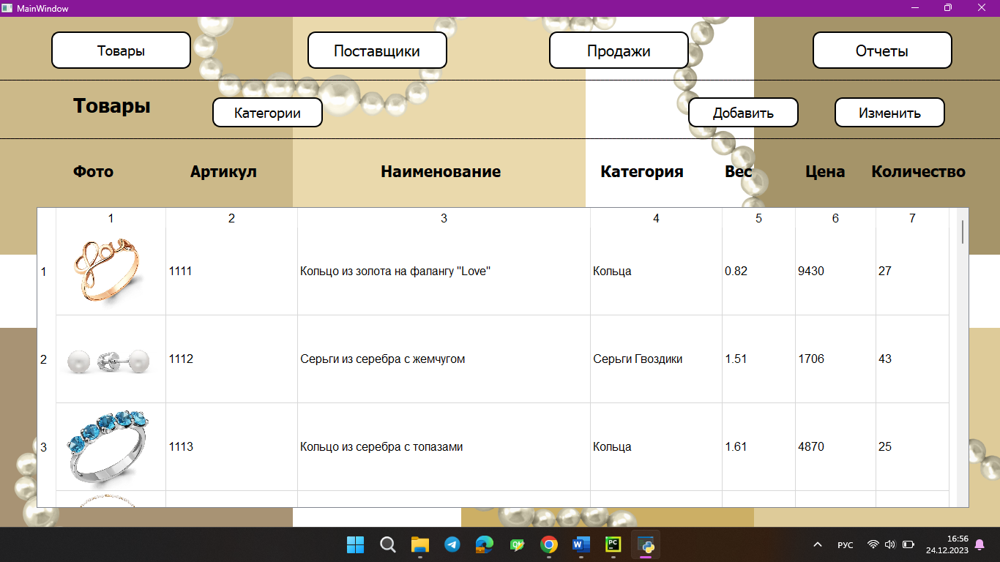 MainWindow
Товары Поставщики Продажи Отчеты
Товары Категории Добавить Изменить
Фото Артикул Наименование Категория Вес Цена Количество
1 2 3 4 5 6 7
1 1111 Кольцо из золота на фалангу "Love" Кольца 0.82 9430 27
2 1112 Серьги из серебра с жемчугом Серьги Гвоздики 1.51 1706 43
3 1113 Кольцо из серебра с топазами Кольца 1.61 4870 25
W PC РУС 16:56
24.12.2023